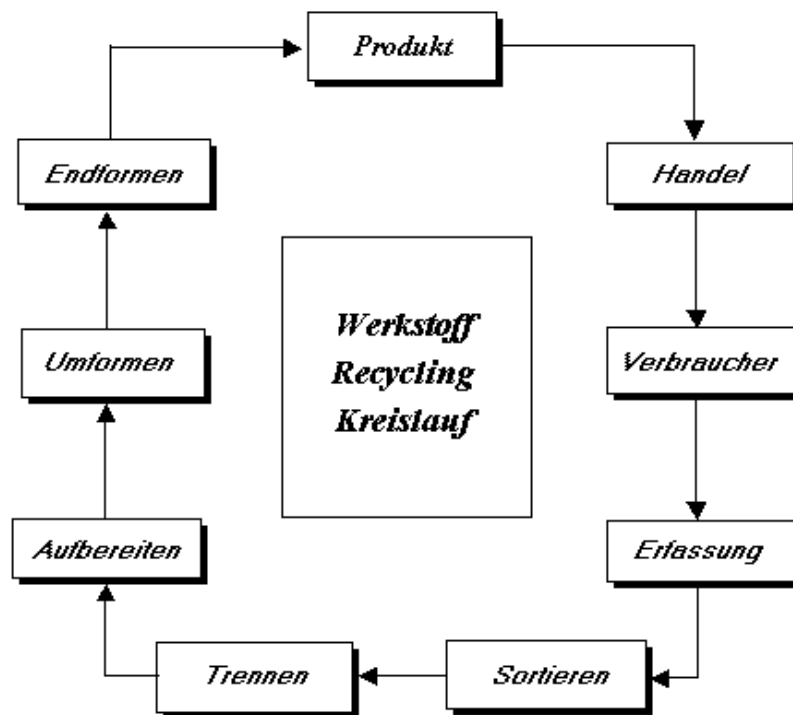 Produkt
Endformen
Handel
Werkstoff
Recycling
Kreislauf
Umformen
Verbraucher
Aufbereiten
Erfassung
Trennen
Sortieren